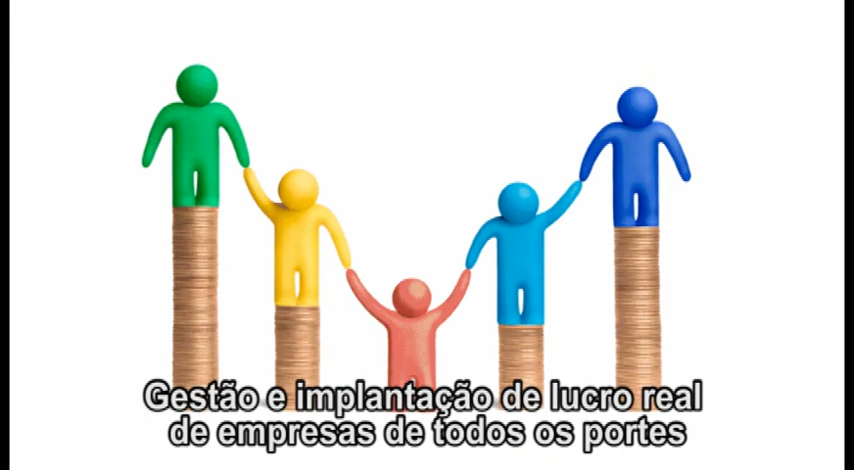 Gestão e implantação de lucro real
de empresas de todos os portes